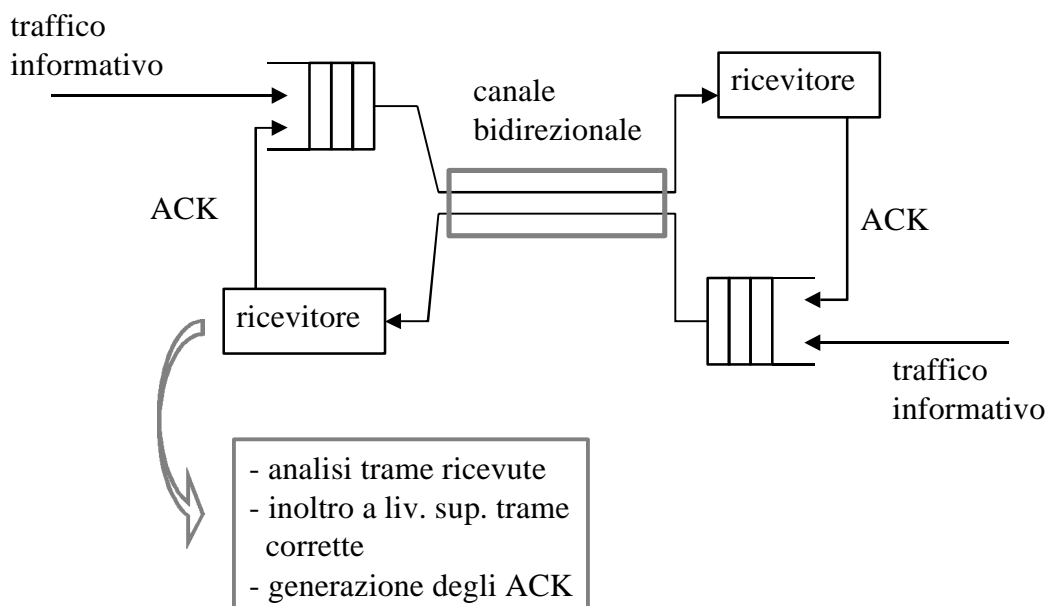 traffico
informativo
canale
bidirezionale
ricevitore
ACK
ACK
ricevitore
traffico
informativo
- analisi trame ricevute
- inoltro a liv. sup. trame
corrette
- generazione degli ACK